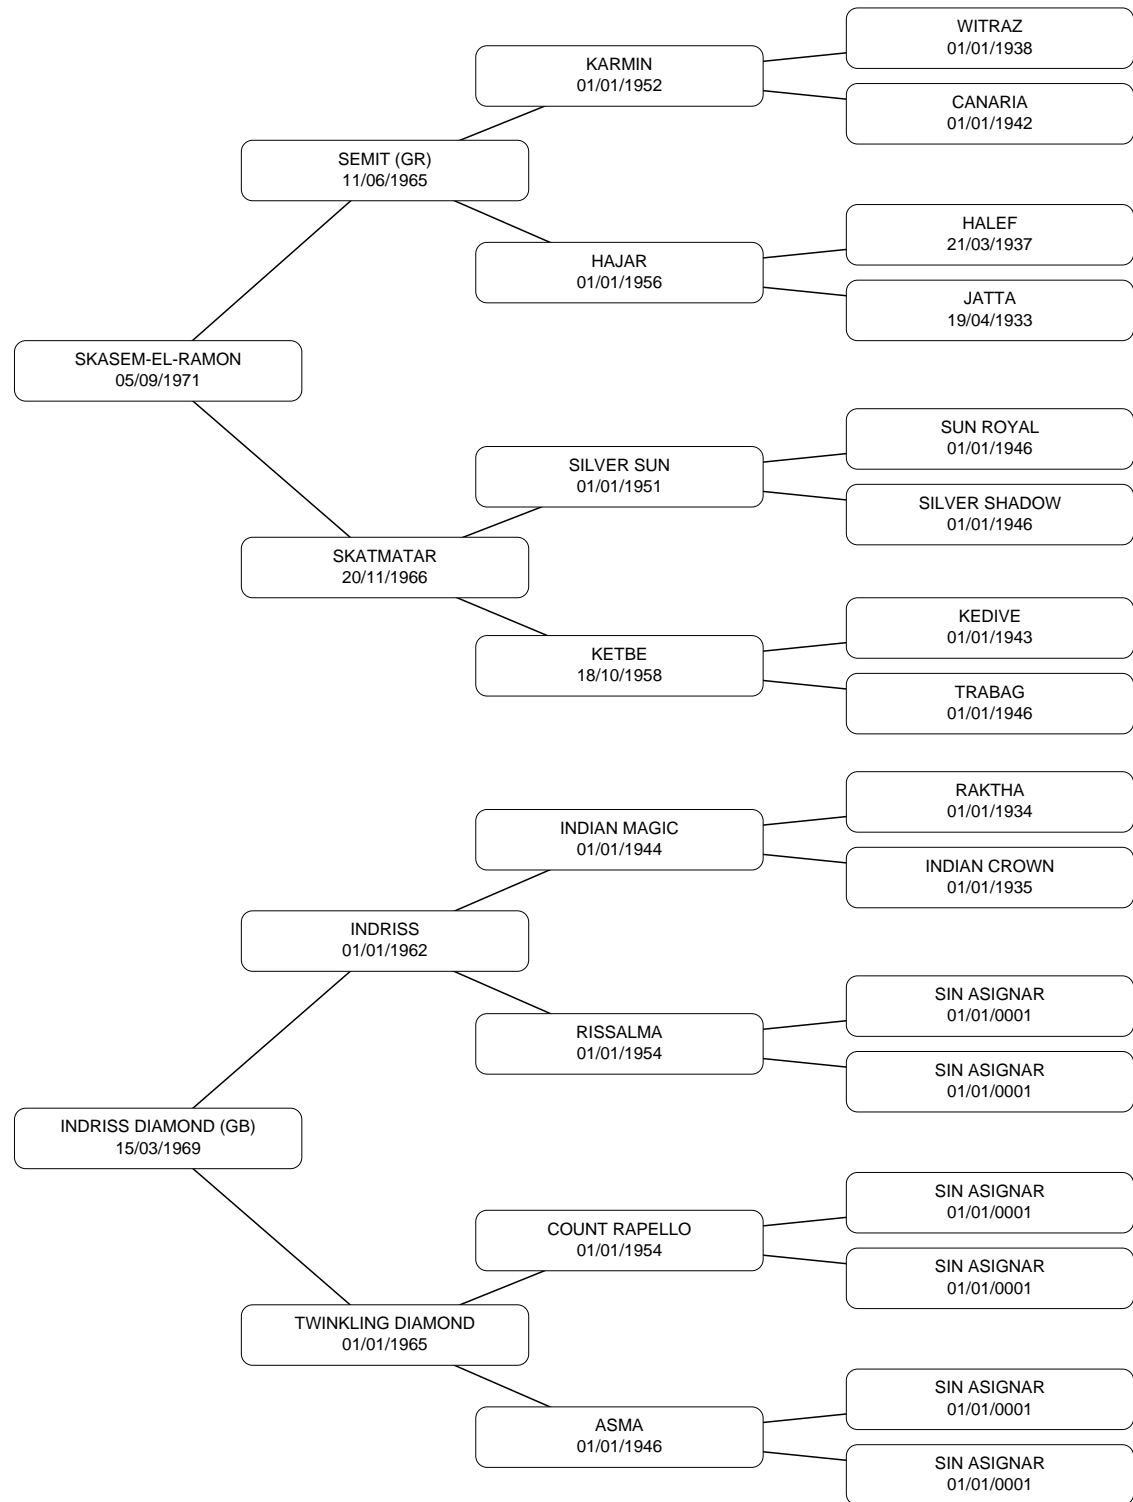 WITRAZ
01/01/1938
KARMIN
01/01/1952
CANARIA
01/01/1942
SEMIT (GR)
11/06/1965
HALEF
21/03/1937
HAJAR
01/01/1956
JATTA
19/04/1933
SKASEM-EL-RAMON
05/09/1971
SUN ROYAL
01/01/1946
SILVER SUN
01/01/1951
SILVER SHADOW
01/01/1946
SKATMATAR
20/11/1966
KEDIVE
01/01/1943
KETBE
18/10/1958
TRABAG
01/01/1946
RAKTHA
01/01/1934
INDIAN MAGIC
01/01/1944
INDIAN CROWN
01/01/1935
INDRISS
01/01/1962
SIN ASIGNAR
01/01/0001
RISSALMA
01/01/1954
SIN ASIGNAR
01/01/0001
INDRISS DIAMOND (GB)
15/03/1969
SIN ASIGNAR
01/01/0001
COUNT RAPELLO
01/01/1954
SIN ASIGNAR
01/01/0001
TWINKLING DIAMOND
01/01/1965
SIN ASIGNAR
01/01/0001
ASMA
01/01/1946
SIN ASIGNAR
01/01/0001